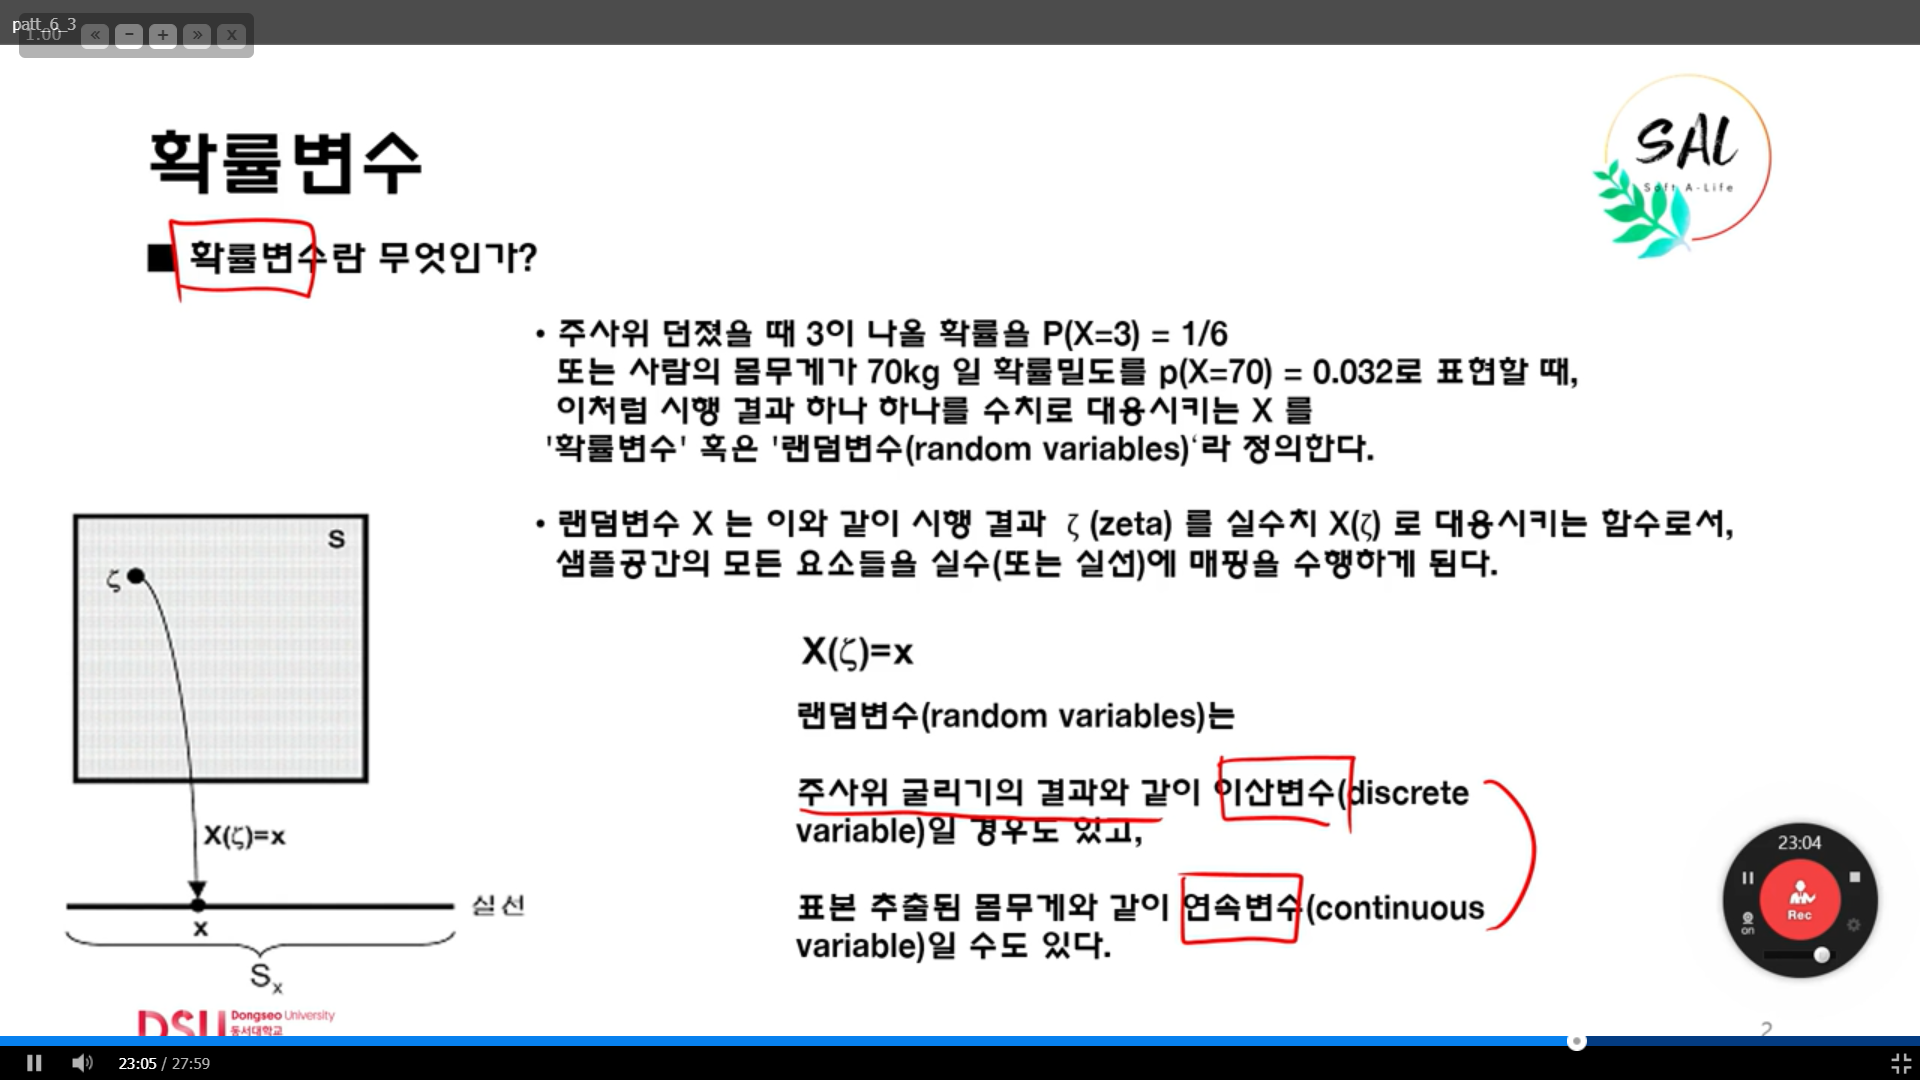 patt_6_3
1.00 « − + » x
확률변수
SAL
Soft A-Life
■ 확률변수란 무엇인가?
• 주사위 던졌을 때 3이 나올 확률을 P(X=3) = 1/6
또는 사람의 몸무게가 70kg 일 확률밀도를 p(X=70) = 0.032로 표현할 때,
이처럼 시행 결과 하나 하나를 수치로 대용시키는 X 를
'확률변수' 혹은 '랜덤변수(random variables)‘라 정의한다.
• 랜덤변수 X 는 이와 같이 시행 결과 ζ (zeta) 를 실수치 X(ζ) 로 대용시키는 함수로서,
샘플공간의 모든 요소들을 실수(또는 실선)에 매핑을 수행하게 됨다.
S
ζ
X(ζ)=x
실선
x
Sx
X(ζ)=x
랜덤변수(random variables)는
주사위 굴리기의 결과와 같이 이산변수(discrete
variable)일 경우도 있고,
표본 추출된 몸무게와 같이 연속변수(continuous
variable)일 수도 있다.
23:04
Rec
on
DSU Dongseo University
동서대학교
2
23:05 / 27:59